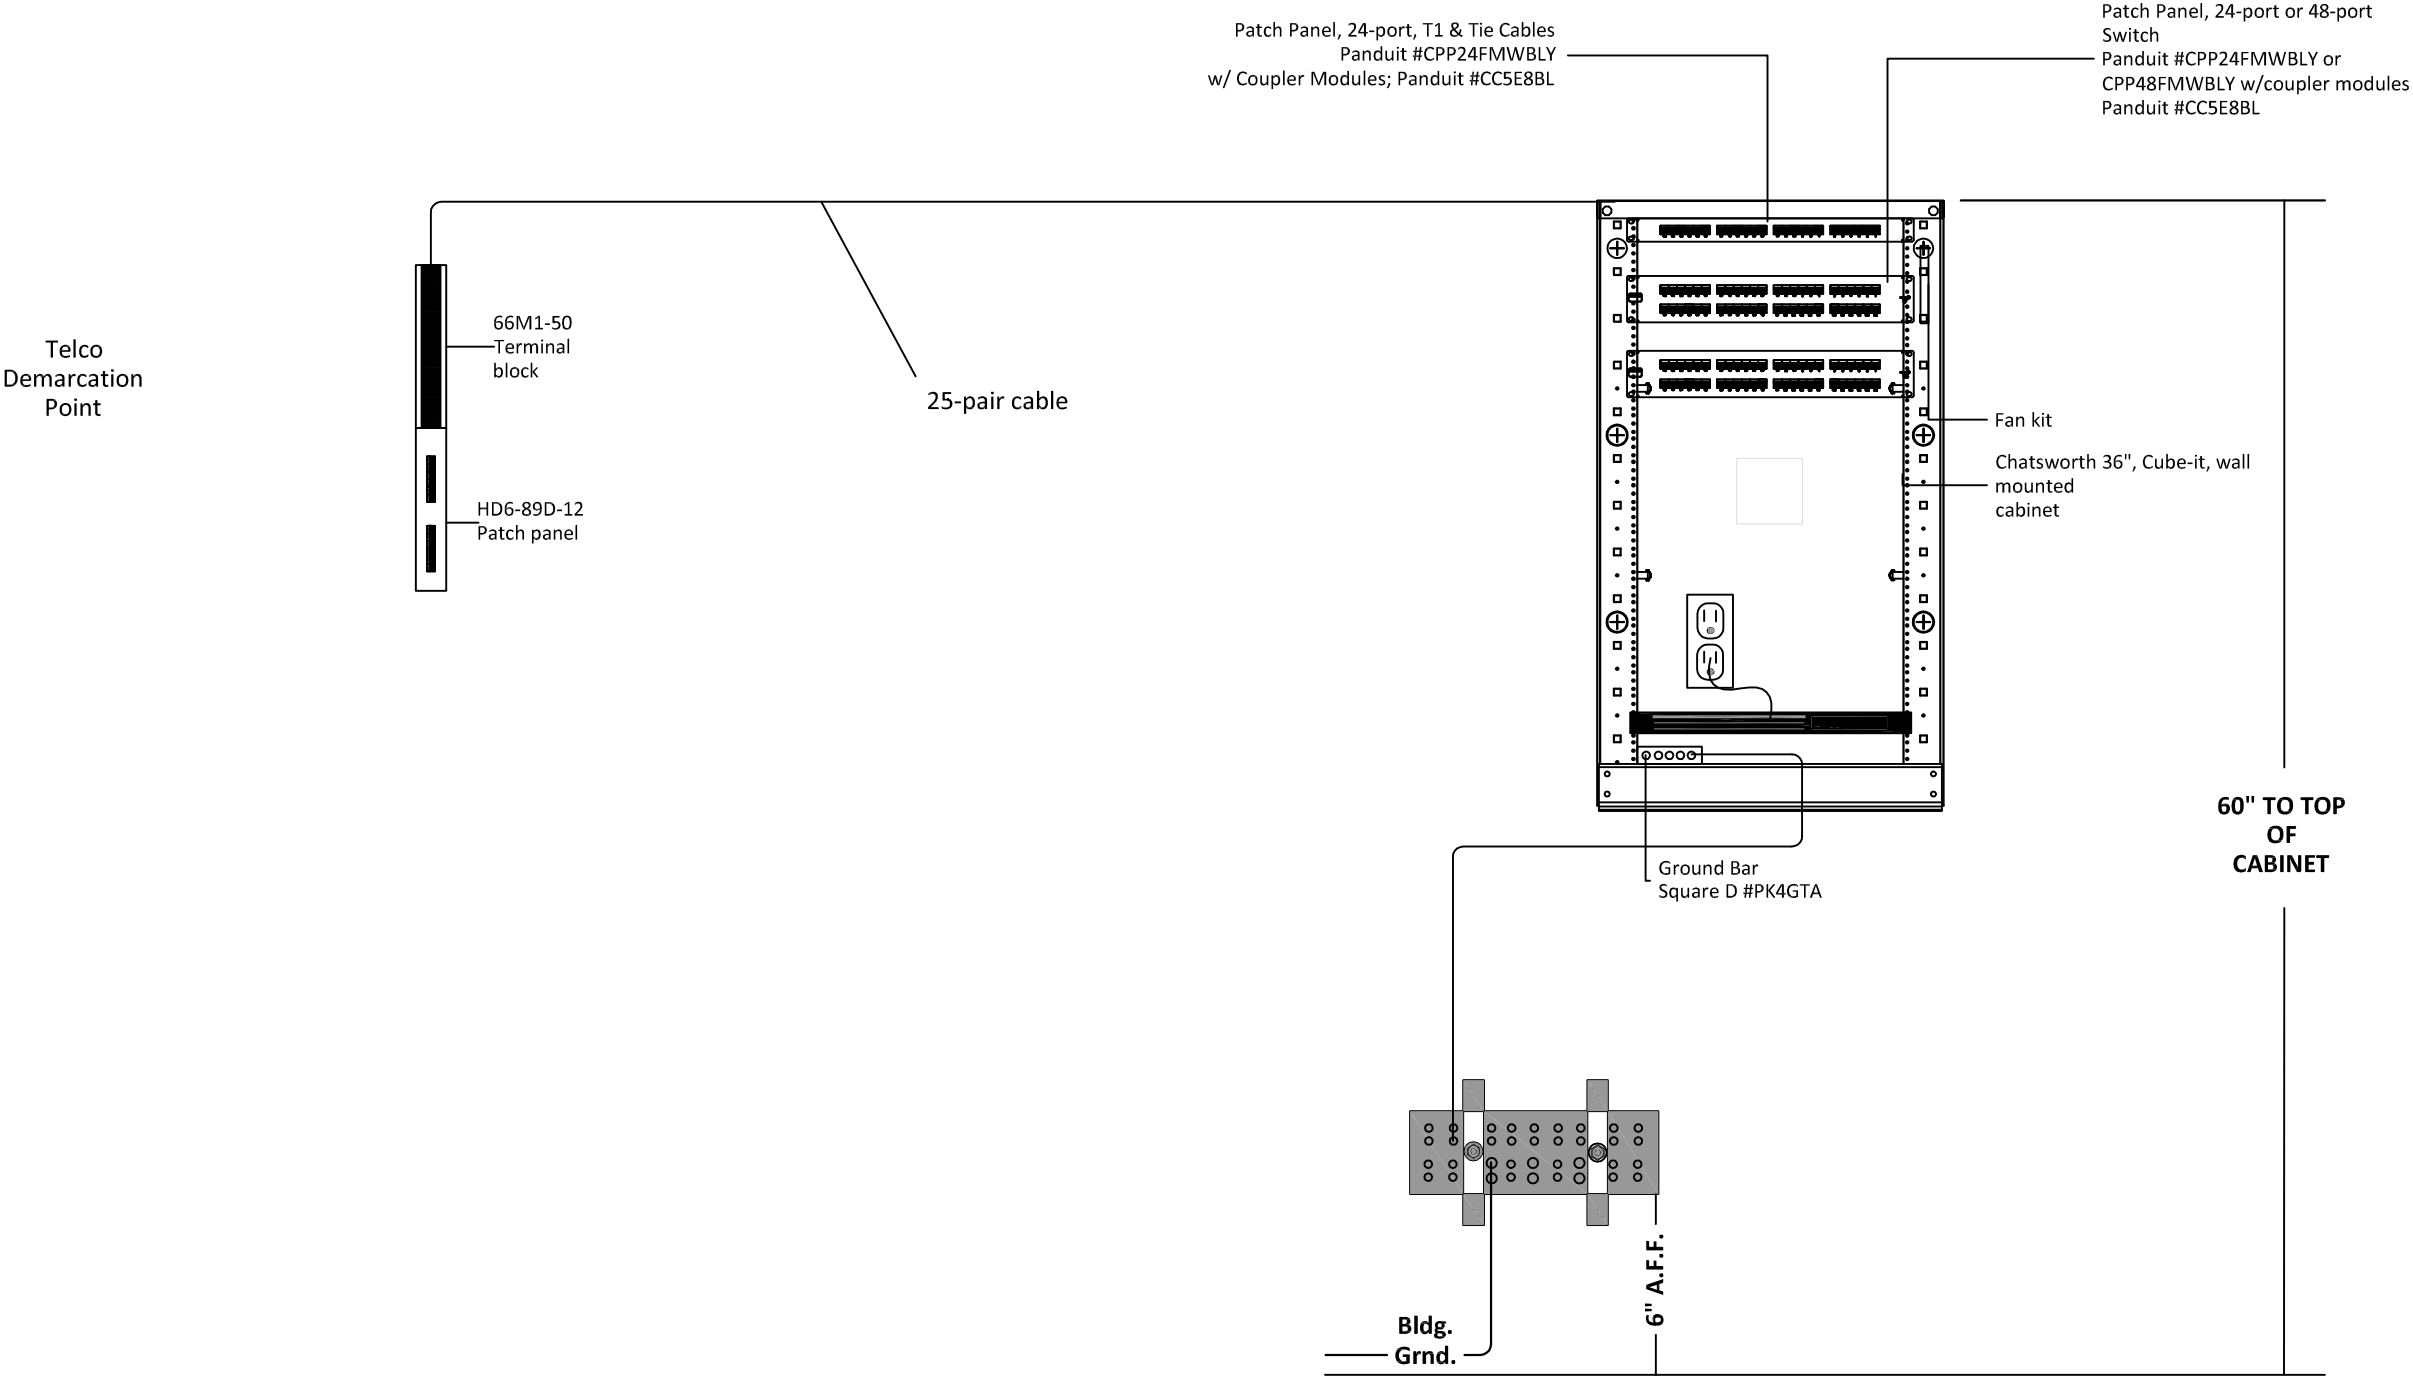 Patch Panel, 24-port, T1 & Tie Cables
Panduit #CPP24FMWBLY
w/ Coupler Modules; Panduit #CC5E8BL
Patch Panel, 24-port or 48-port
Switch
Panduit #CPP24FMWBLY or
CPP48FMWBLY w/coupler modules
Panduit #CC5E8BL
Telco
Demarcation
Point
66M1-50
Terminal
block
HD6-89D-12
Patch panel
25-pair cable
Fan kit
Chatsworth 36", Cube-it, wall
mounted
cabinet
60" TO TOP
OF
CABINET
Ground Bar
Square D #PK4GTA
6" A.F.F.
Bldg.
Grnd.